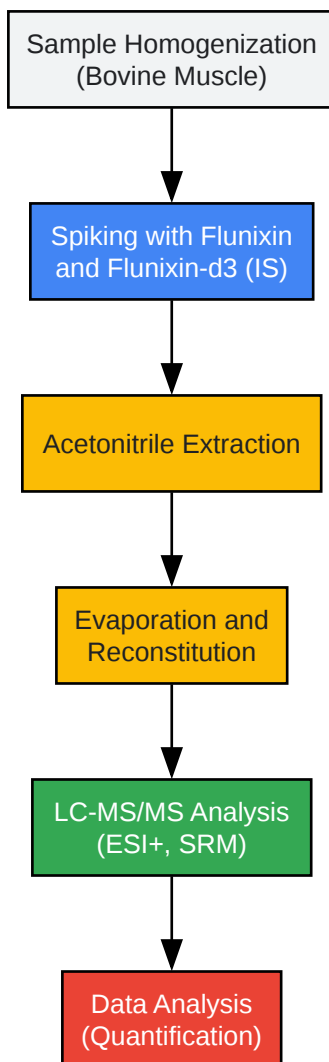 Sample Homogenization
(Bovine Muscle)
Spiking with Flunixin
and Flunixin-d3 (IS)
Acetonitrile Extraction
Evaporation and
Reconstitution
LC-MS/MS Analysis
(ESI+, SRM)
Data Analysis
(Quantification)